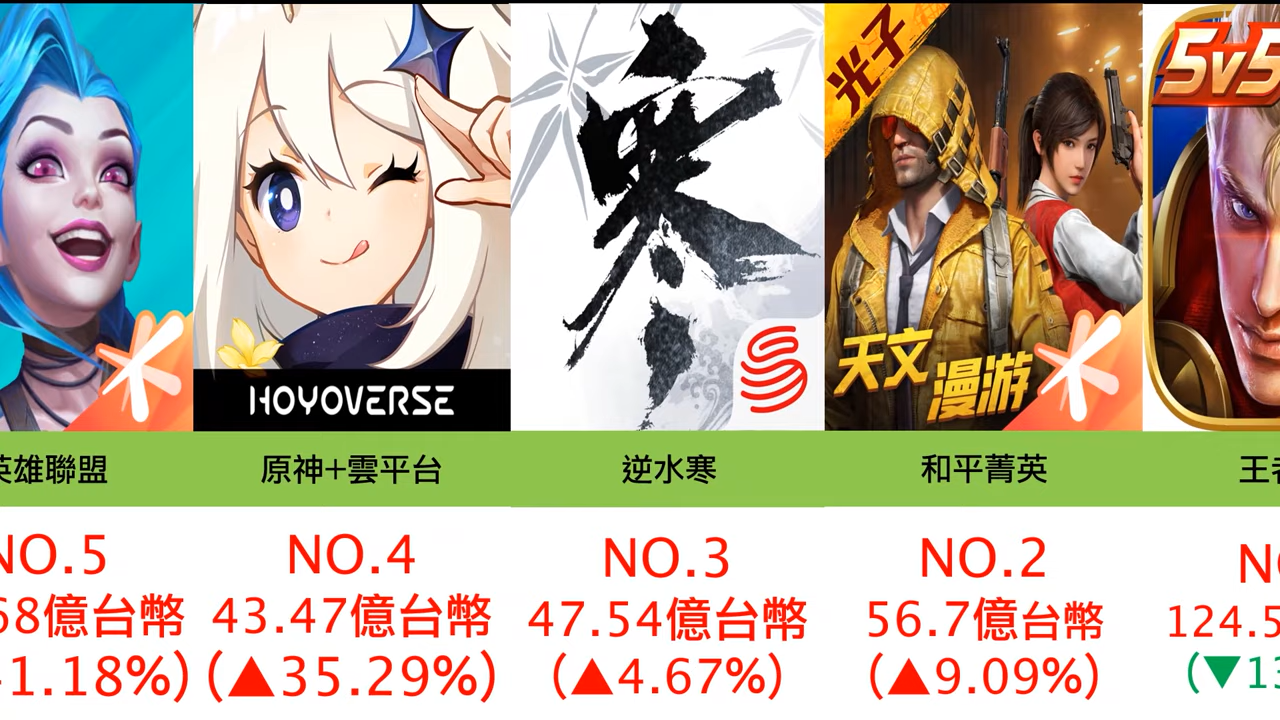 HOYOVERSE
寒
光子
天文
漫游
5v5
英雄聯盟
原神+雲平台
逆水寒
和平菁英
NO.5
68億台幣
1.18%)
NO.4
43.47億台幣
(▲35.29%)
NO.3
47.54億台幣
(▲4.67%)
NO.2
56.7億台幣
(▲9.09%)
124.5
(▼13